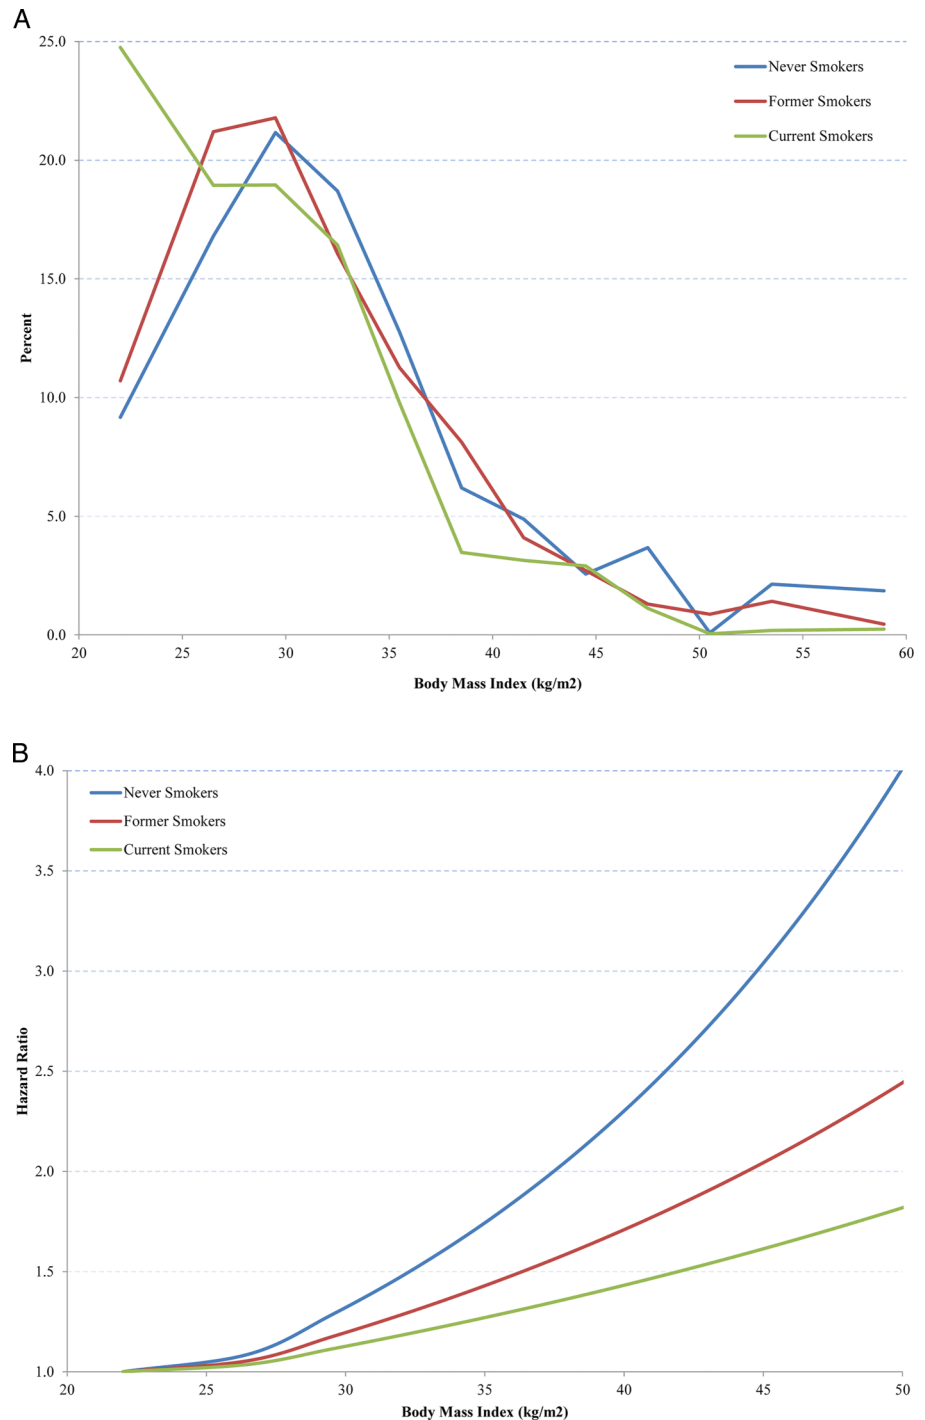 A
25.0
Never Smokers
Former Smokers
Current Smokers
20.0
15.0
Percent
10.0
5.0
0.0
20 25 30 35 40 45 50 55 60
Body Mass Index (kg/m2)
B
4.0
Never Smokers
Former Smokers
Current Smokers
3.5
3.0
Hazard Ratio
2.5
2.0
1.5
1.0
20 25 30 35 40 45 50
Body Mass Index (kg/m2)